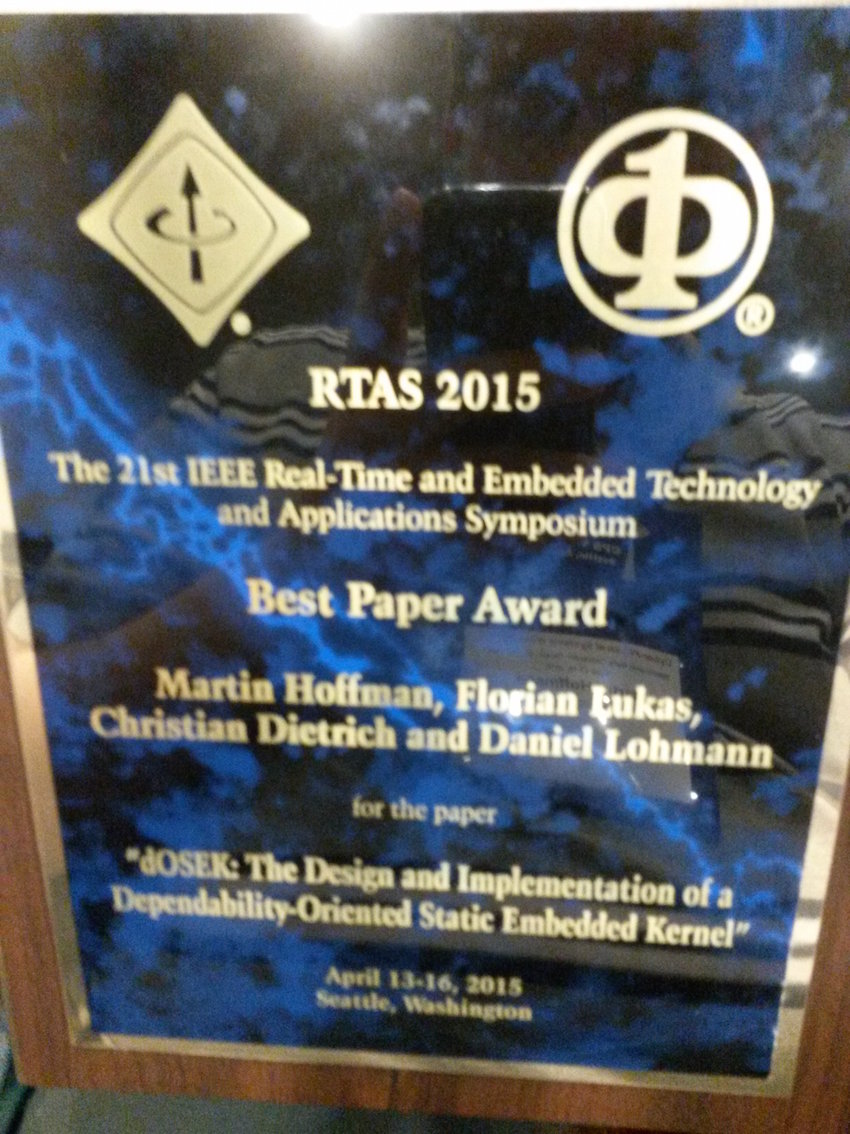 RTAS 2015
The 21st IEEE Real-Time and Embedded Technology
and Applications Symposium
Best Paper Award
Martin Hoffman, Florian Lukas,
Christian Dietrich and Daniel Lohmann
for the paper
"dOSEK: The Design and Implementation of a
Dependability-Oriented Static Embedded Kernel"
April 13-16, 2015
Seattle, Washington